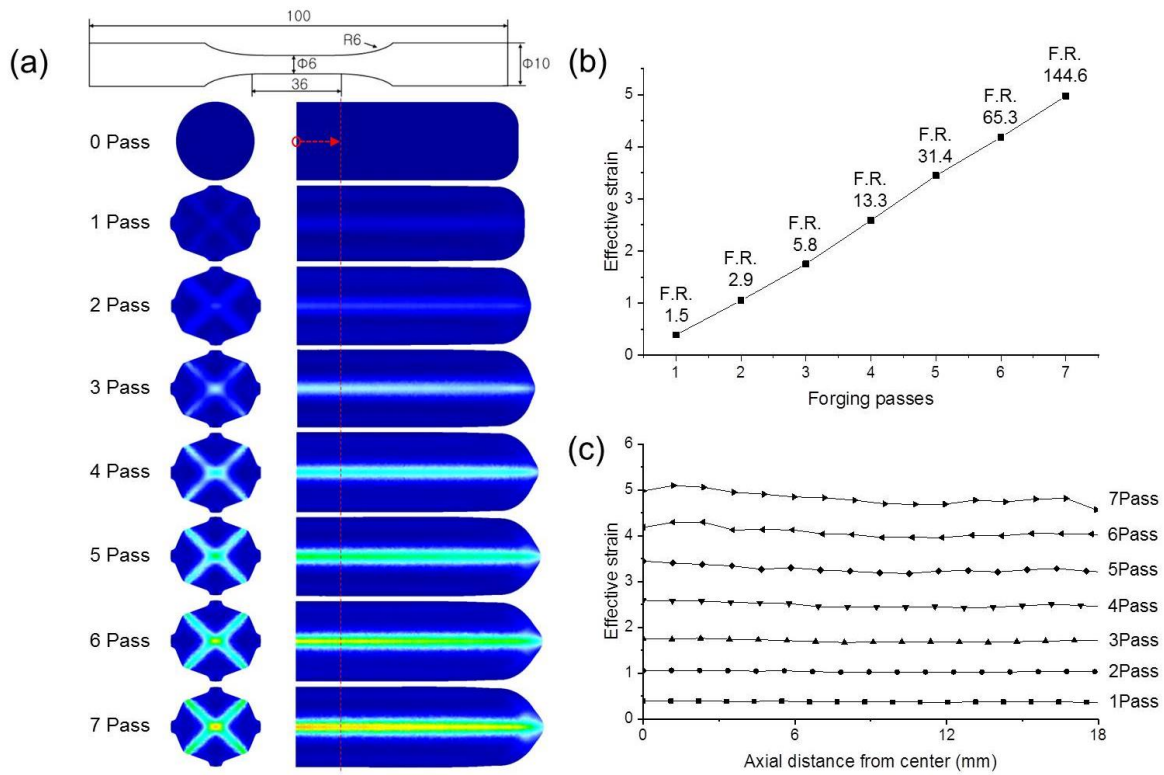 (a)
100
R6
Φ6
Φ10
36
0 Pass
1 Pass
2 Pass
3 Pass
4 Pass
5 Pass
6 Pass
7 Pass
(b)
Effective strain
5
4
3
2
1
0
F.R.
1.5
F.R.
2.9
F.R.
5.8
F.R.
13.3
F.R.
31.4
F.R.
65.3
F.R.
144.6
1 2 3 4 5 6 7
Forging passes
(c)
Effective strain
6
5
4
3
2
1
0
7Pass
6Pass
5Pass
4Pass
3Pass
2Pass
1Pass
0 6 12 18
Axial distance from center (mm)